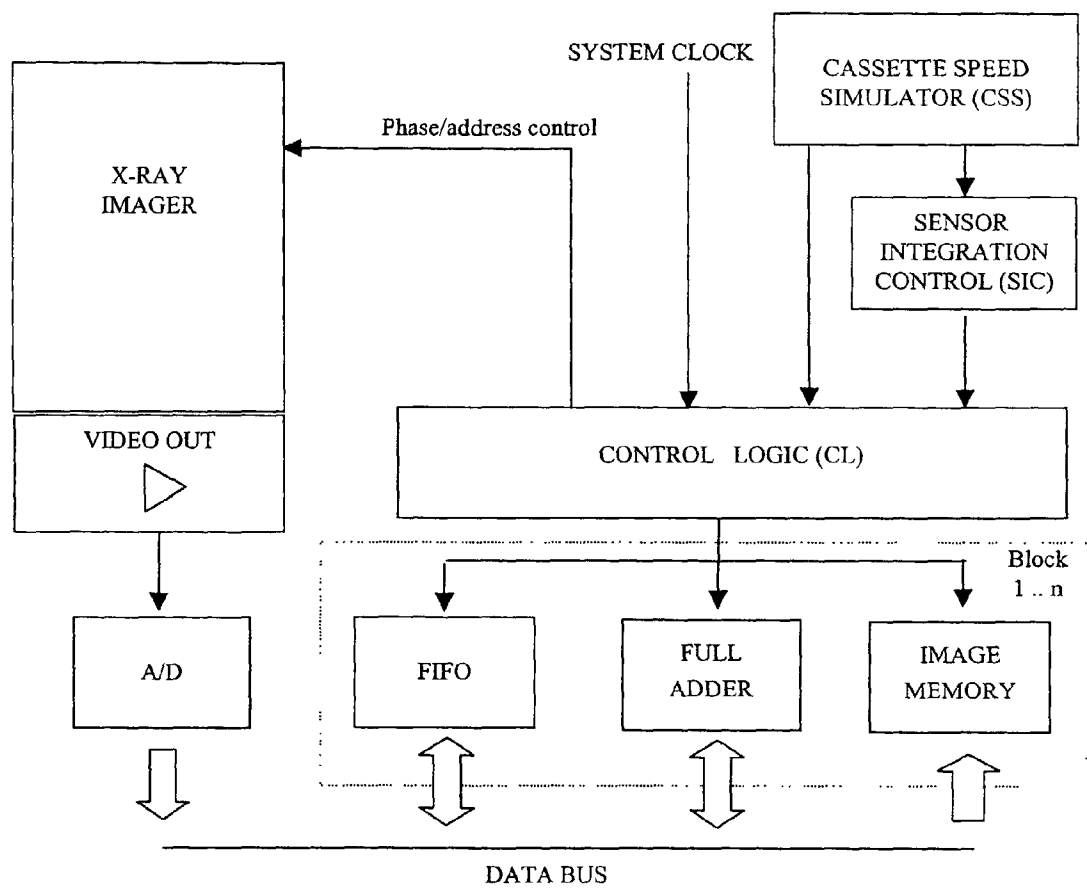 SYSTEM CLOCK
CASSETTE SPEED
SIMULATOR (CSS)
Phase/address control
X-RAY
IMAGER
SENSOR
INTEGRATION
CONTROL (SIC)
VIDEO OUT
CONTROL LOGIC (CL)
Block
1 .. n
A/D
FIFO
FULL
ADDER
IMAGE
MEMORY
DATA BUS